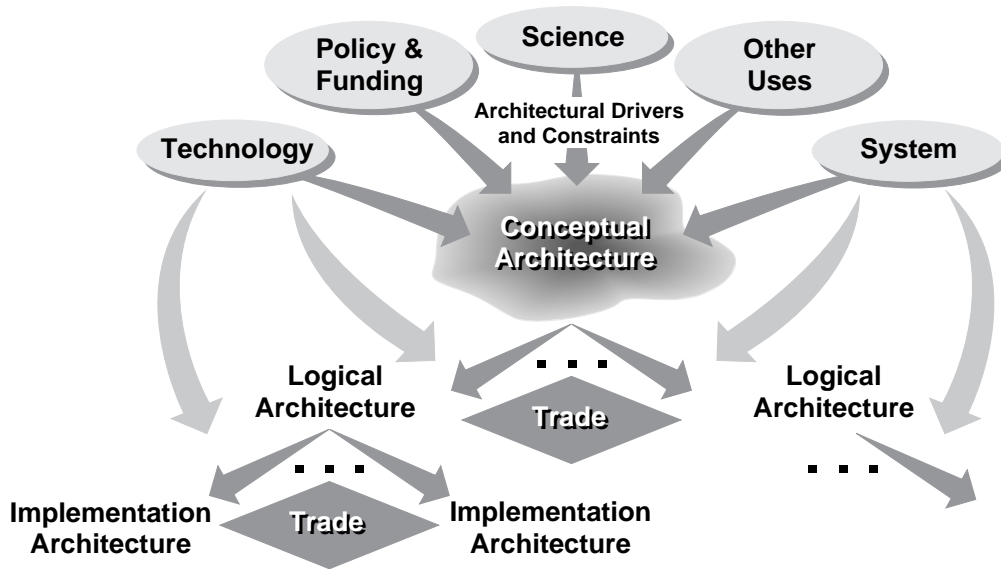 Science
Policy &
Funding
Other
Uses
Architectural Drivers
and Constraints
Technology
System
Conceptual
Architecture
Logical
Architecture
Trade
Logical
Architecture
Implementation
Architecture
Trade
Implementation
Architecture